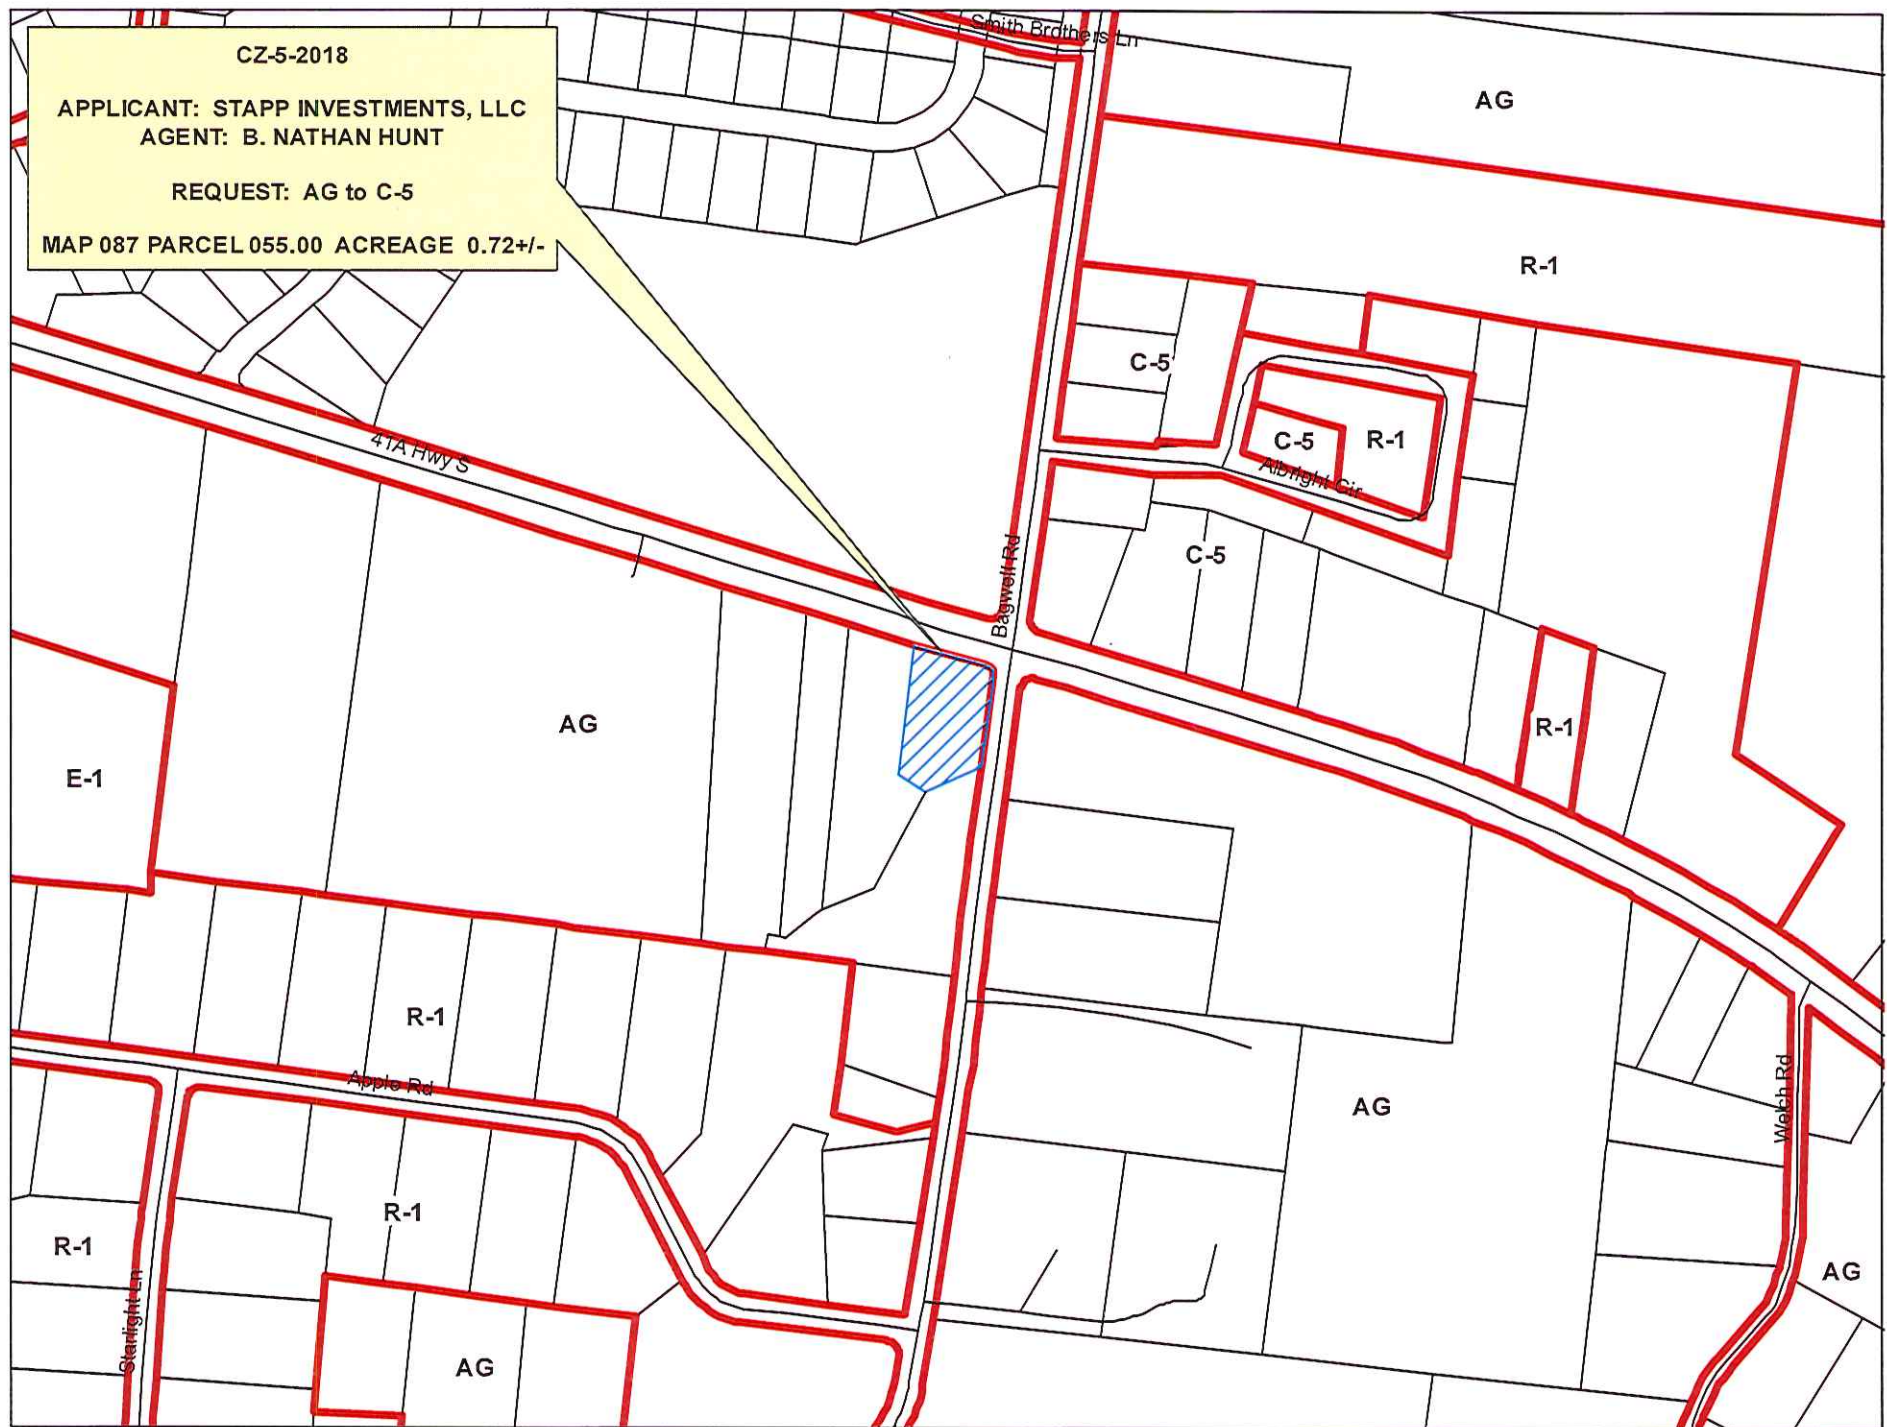 CZ-5-2018
APPLICANT: STAPP INVESTMENTS, LLC
AGENT: B. NATHAN HUNT
REQUEST: AG to C-5
MAP 087 PARCEL 055.00 ACREAGE 0.72+/-
Smith Brothers Ln
AG
R-1
C-5
C-5
R-1
Albright Cir
41A Hwy S
Bagwell Rd
C-5
R-1
AG
E-1
R-1
Apple Rd
AG
Welch Rd
R-1
R-1
Starlight Ln
AG
AG